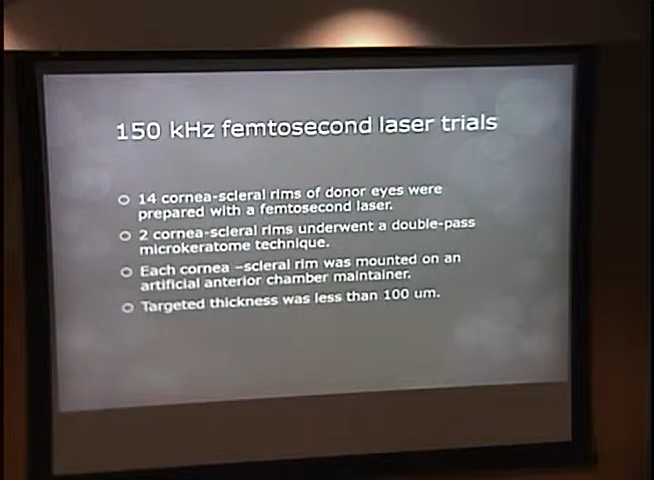 150 kHz femtosecond laser trials
14 cornea-scleral rims of donor eyes were
prepared with a femtosecond laser.
2 cornea-scleral rims underwent a double-pass
microkeratome technique.
Each cornea –scleral rim was mounted on an
artificial anterior chamber maintainer.
Targeted thickness was less than 100 um.